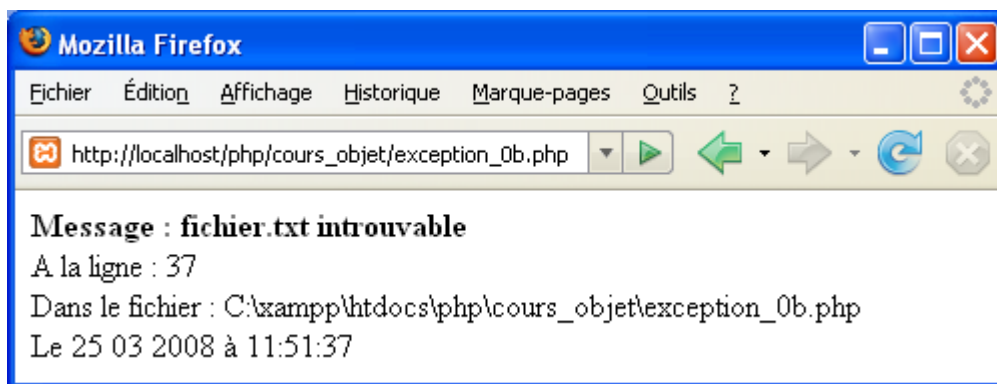 Mozilla Firefox
Fichier Édition Affichage Historique Marque-pages Outils ?
http://localhost/php/cours_objet/exception_0b.php
Message : fichier.txt introuvable
A la ligne : 37
Dans le fichier : C:\xampp\htdocs\php\cours_objet\exception_0b.php
Le 25 03 2008 à 11:51:37